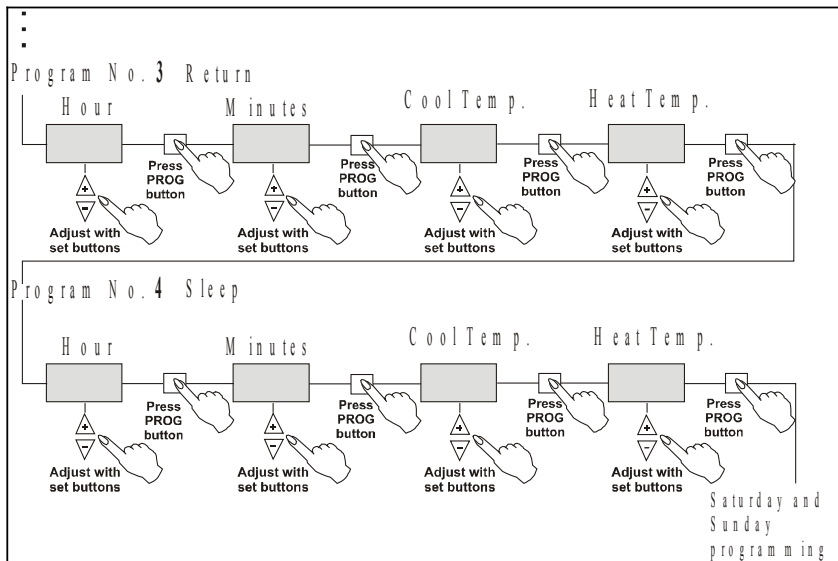 Program No. 3 Return
Hour Minutes Cool Temp. Heat Temp.
Press
PROG
button
Press
PROG
button
Press
PROG
button
Press
PROG
button
+
−
+
−
+
−
+
−
Adjust with
set buttons
Adjust with
set buttons
Adjust with
set buttons
Adjust with
set buttons
Program No. 4 Sleep
Hour Minutes Cool Temp. Heat Temp.
Press
PROG
button
Press
PROG
button
Press
PROG
button
Press
PROG
button
+
−
+
−
+
−
+
−
Adjust with
set buttons
Adjust with
set buttons
Adjust with
set buttons
Adjust with
set buttons
Saturday and
Sunday
programming